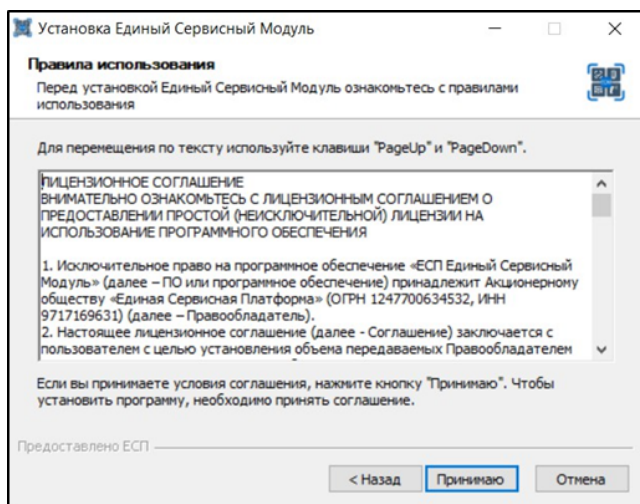 Установка Единый Сервисный Модуль
Правила использования
Перед установкой Единый Сервисный Модуль ознакомьтесь с правилами
использования
Для перемещения по тексту используйте клавиши "PageUp" и "PageDown".
ЛИЦЕНЗИОННОЕ СОГЛАШЕНИЕ
ВНИМАТЕЛЬНО ОЗНАКОМЬТЕСЬ С ЛИЦЕНЗИОННЫМ СОГЛАШЕНИЕМ О
ПРЕДОСТАВЛЕНИИ ПРОСТОЙ (НЕИСКЛЮЧИТЕЛЬНОЙ) ЛИЦЕНЗИИ НА
ИСПОЛЬЗОВАНИЕ ПРОГРАММНОГО ОБЕСПЕЧЕНИЯ
1. Исключительное право на программное обеспечение «ЕСП Единый Сервисный
Модуль» (далее – ПО или программное обеспечение) принадлежит Акционерному
обществу «Единая Сервисная Платформа» (ОГРН 1247700634532, ИНН
9717169631) (далее – Правообладатель).
2. Настоящее лицензионное соглашение (далее - Соглашение) заключается с
пользователем с целью установления объема передаваемых Правообладателем
Если вы принимаете условия соглашения, нажмите кнопку "Принимаю". Чтобы
установить программу, необходимо принять соглашение.
Предоставлено ЕСП
< Назад Принимаю Отмена